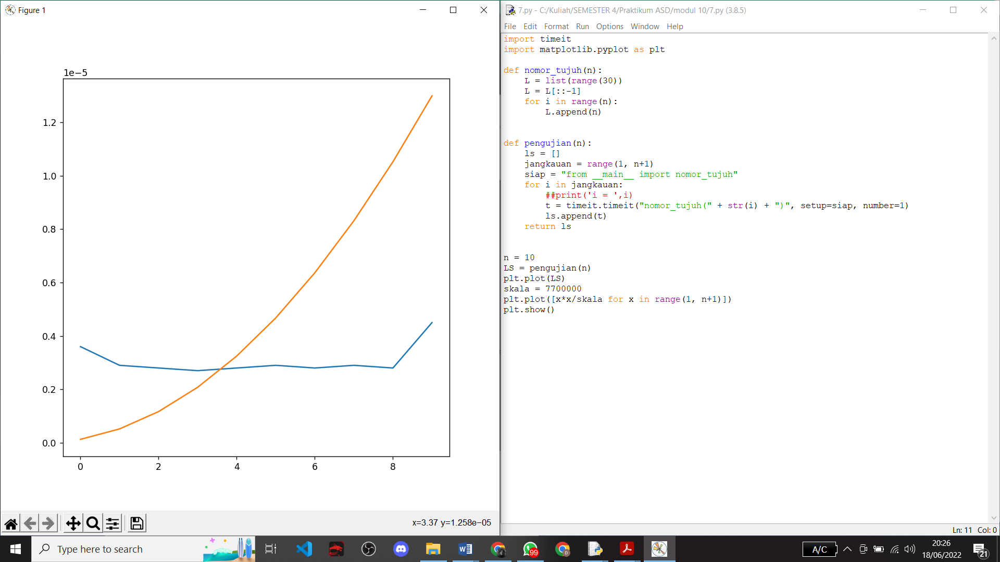 Figure 1
1e−5
1.2
1.0
0.8
0.6
0.4
0.2
0.0
0 2 4 6 8
x=3.37 y=1.258e−05
7.py - C:/Kuliah/SEMESTER 4/Praktikum ASD/modul 10/7.py (3.8.5)
File Edit Format Run Options Window Help
import timeit
import matplotlib.pyplot as plt
def nomor_tujuh(n):
    L = list(range(30))
    L = L[::-1]
    for i in range(n):
        L.append(n)
def pengujian(n):
    ls = []
    jangkauan = range(1, n+1)
    siap = "from __main__ import nomor_tujuh"
    for i in jangkauan:
        ##print('i = ',i)
        t = timeit.timeit("nomor_tujuh(" + str(i) + ")", setup=siap, number=1)
        ls.append(t)
    return ls
n = 10
LS = pengujian(n)
plt.plot(LS)
skala = 7700000
plt.plot([x*x/skala for x in range(1, n+1)])
plt.show()
Ln: 11 Col: 0
Type here to search
99
D
A/C
20:26
18/06/2022
21